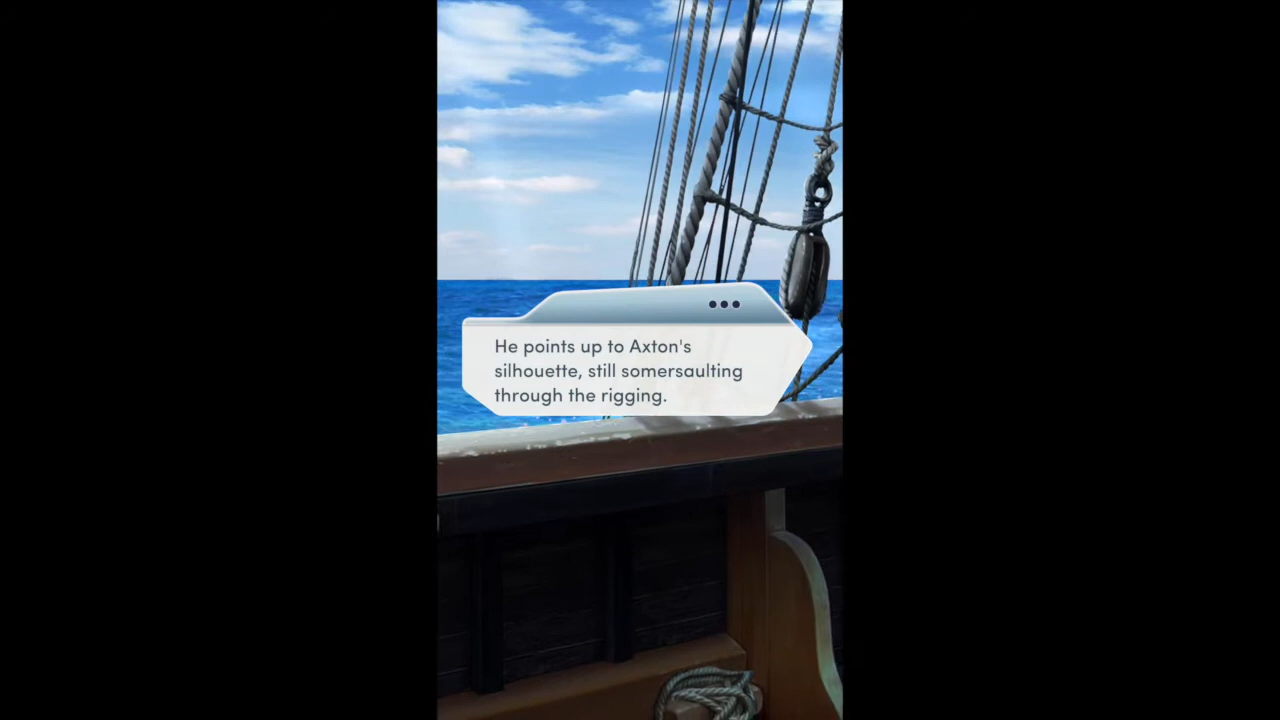 He points up to Axton's
silhouette, still somersaulting
through the rigging.